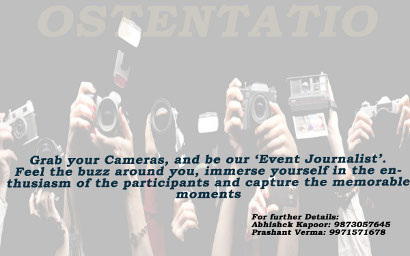 OSTENTATIO
Grab your Cameras, and be our ‘Event Journalist’.
Feel the buzz around you, immerse yourself in the en-
thusiasm of the participants and capture the memorable
moments
For further Details:
Abhishek Kapoor: 9873057645
Prashant Verma: 9971571678